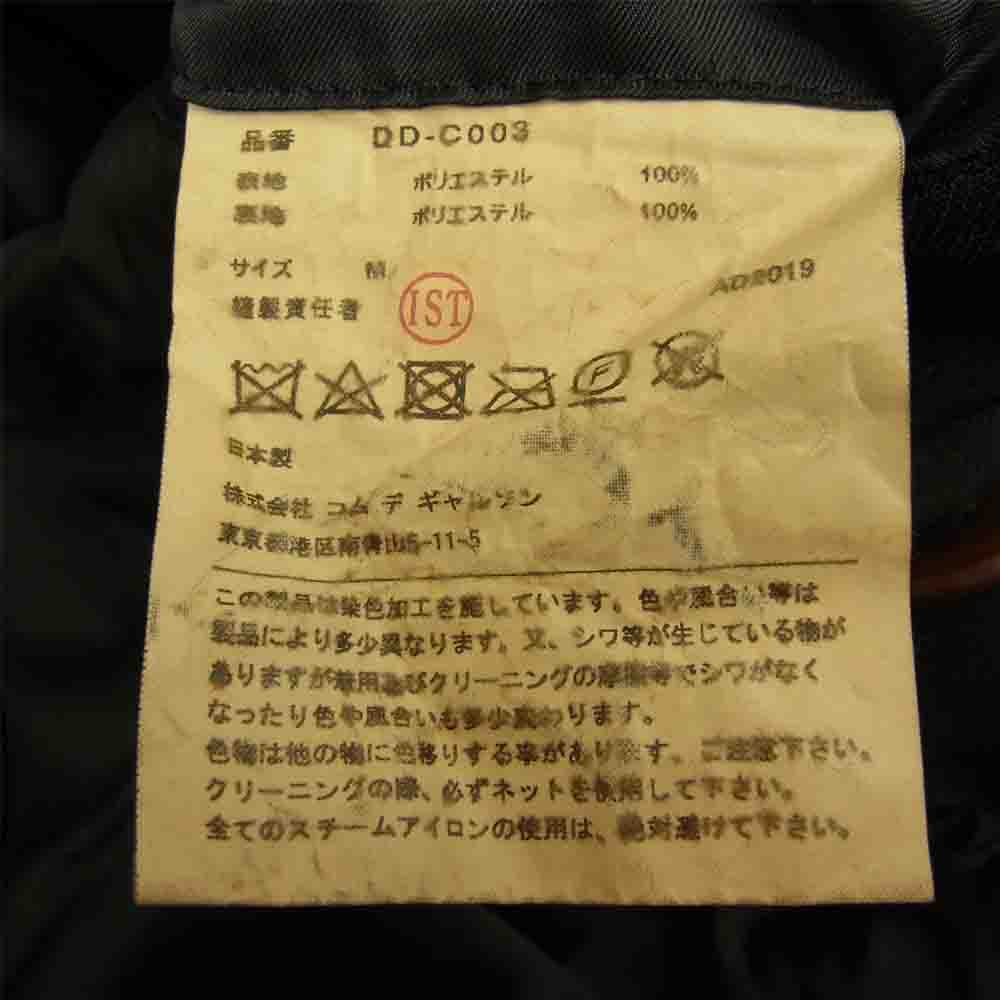 品番 DD-C003
表地 ポリエステル 100%
裏地 ポリエステル 100%
サイズ
AD2019
縫製責任者 IST
F
日本製
株式会社 コム デ ギャルソン
東京都港区南青山5-11-5
この製品は染色加工を施しています。色や風合い等は
製品により多少異なります。又、シワ等が生じている物が
ありますが着用及びクリーニングの摩擦等でシワがなく
なったり色や風合いも多少変わります。
色物は他の物に色移りする事があります。ご注意下さい。
クリーニングの際、必ずネットを使用して下さい。
全てのスチームアイロンの使用は、絶対避けて下さい。